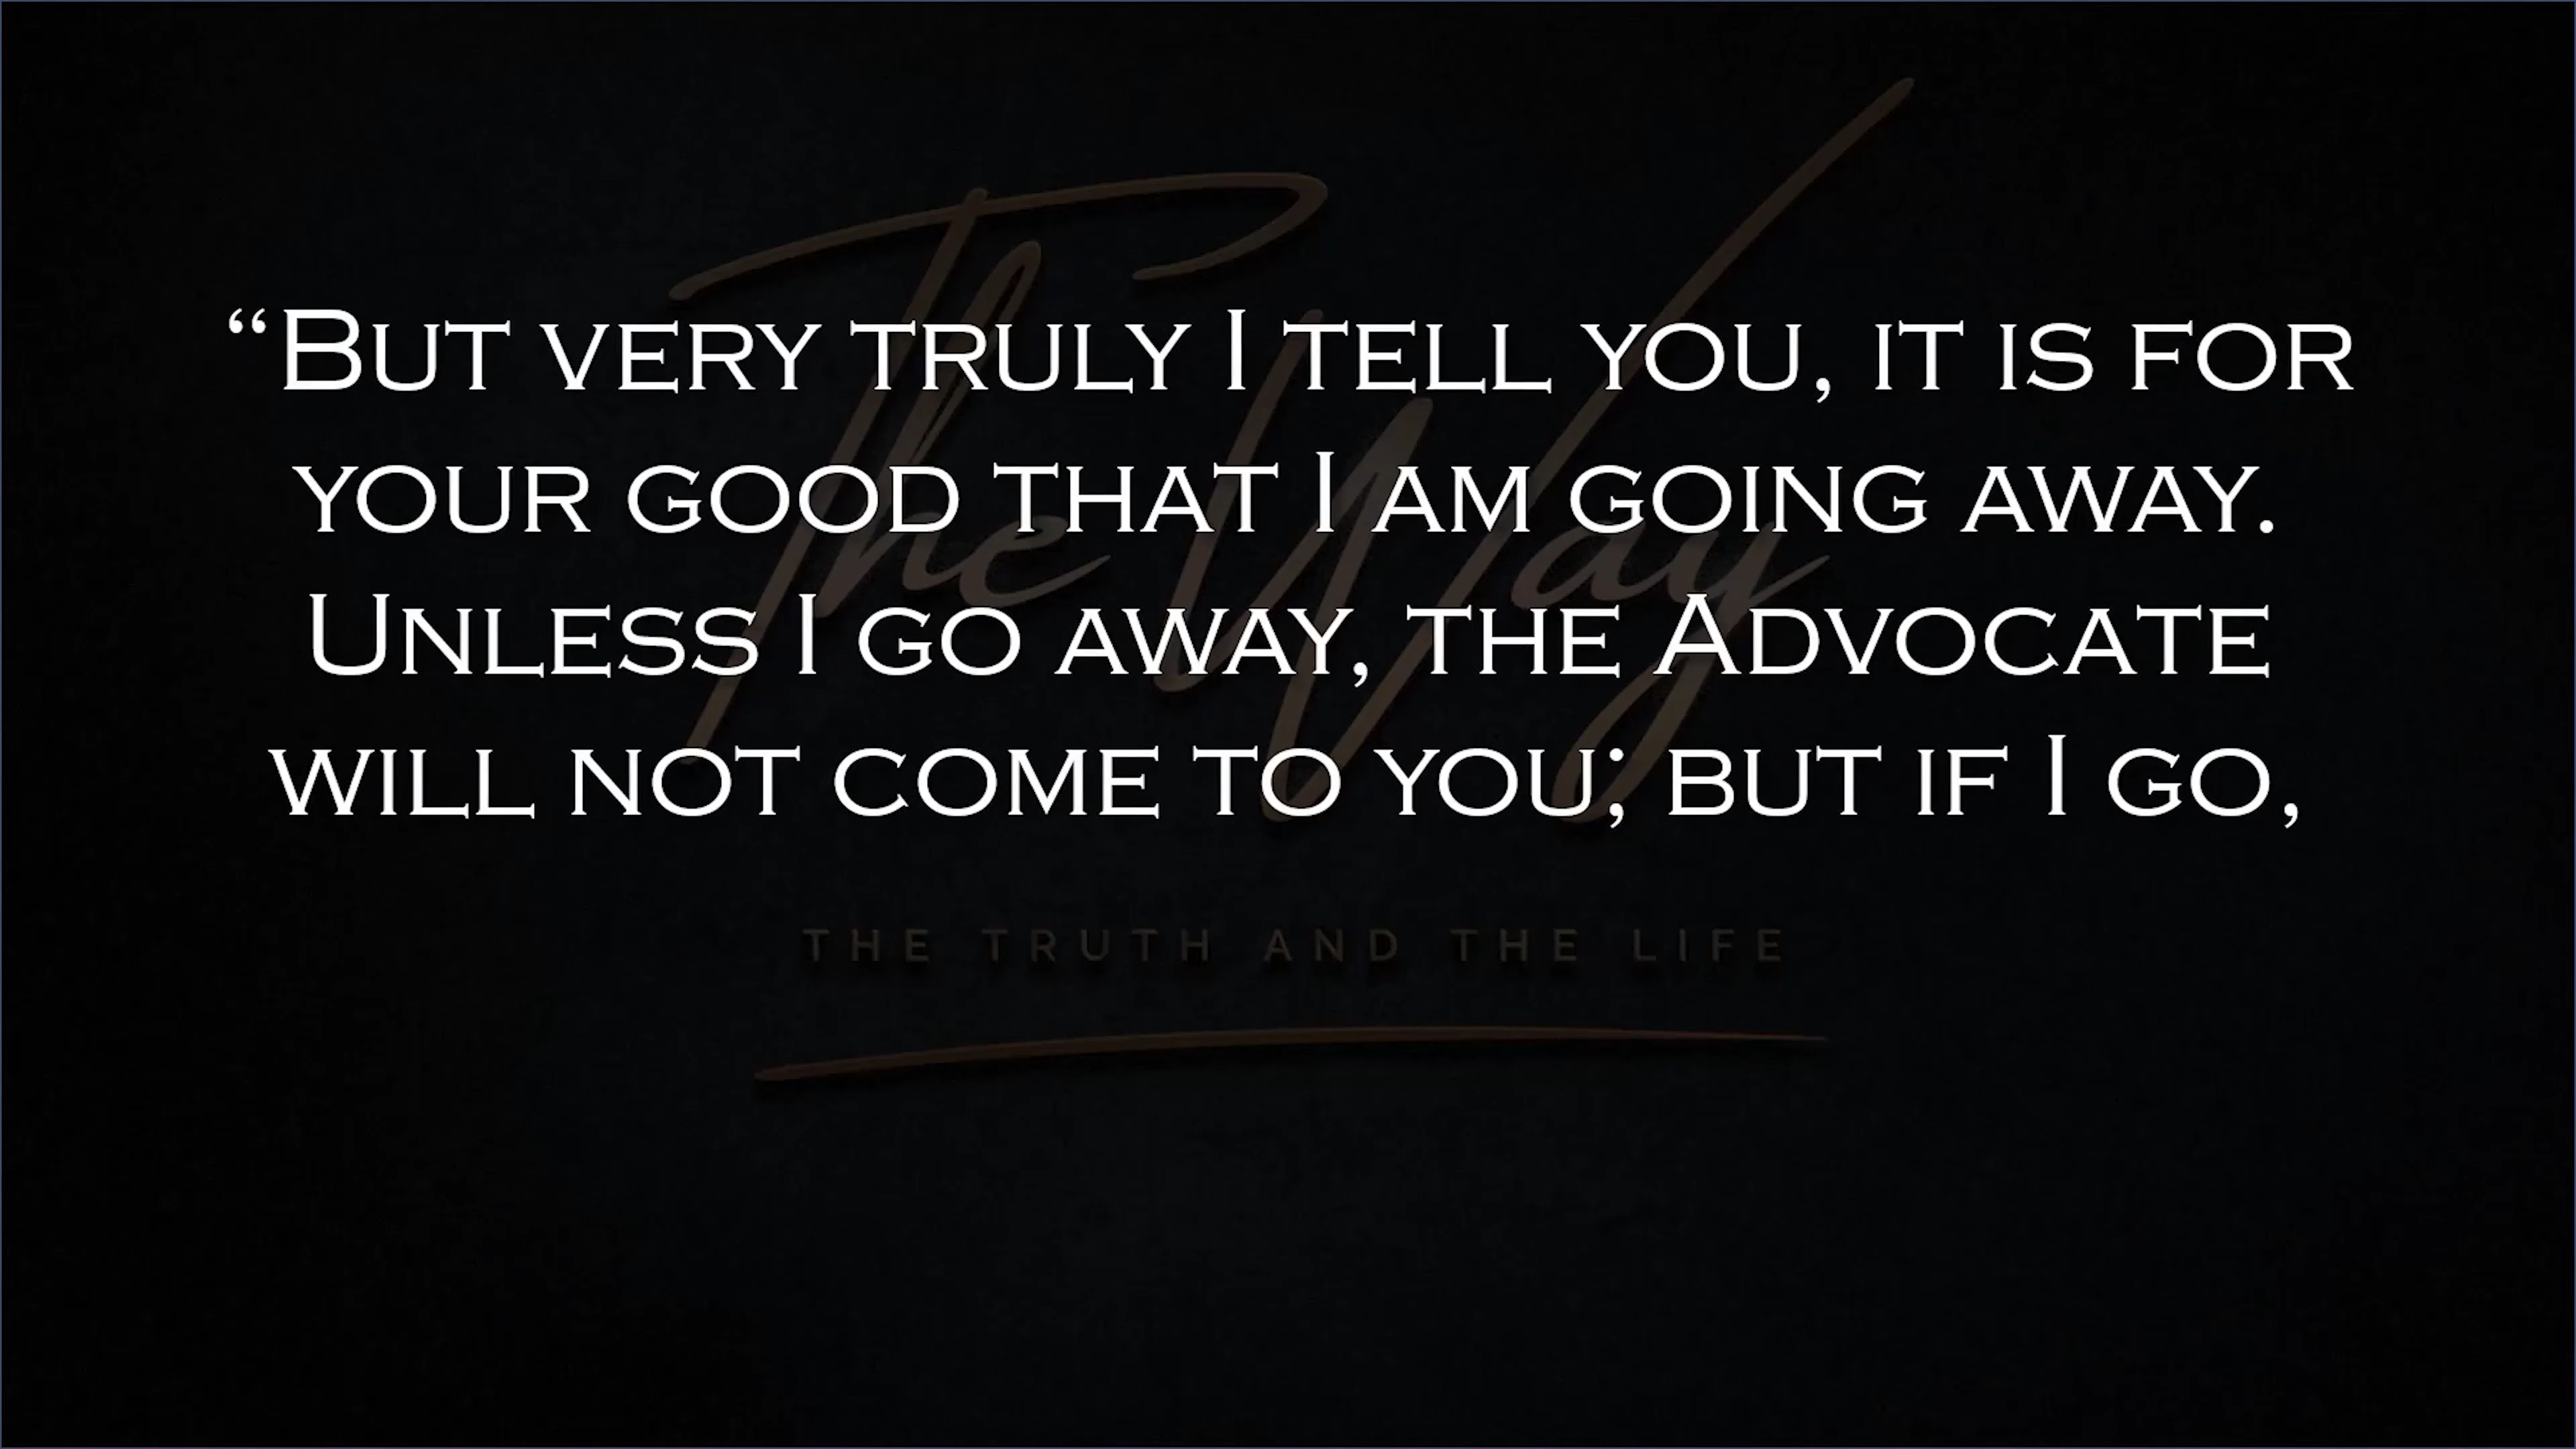 “But very truly I tell you, it is for
your good that I am going away.
Unless I go away, the Advocate
will not come to you; but if I go,
The Way
THE TRUTH AND THE LIFE